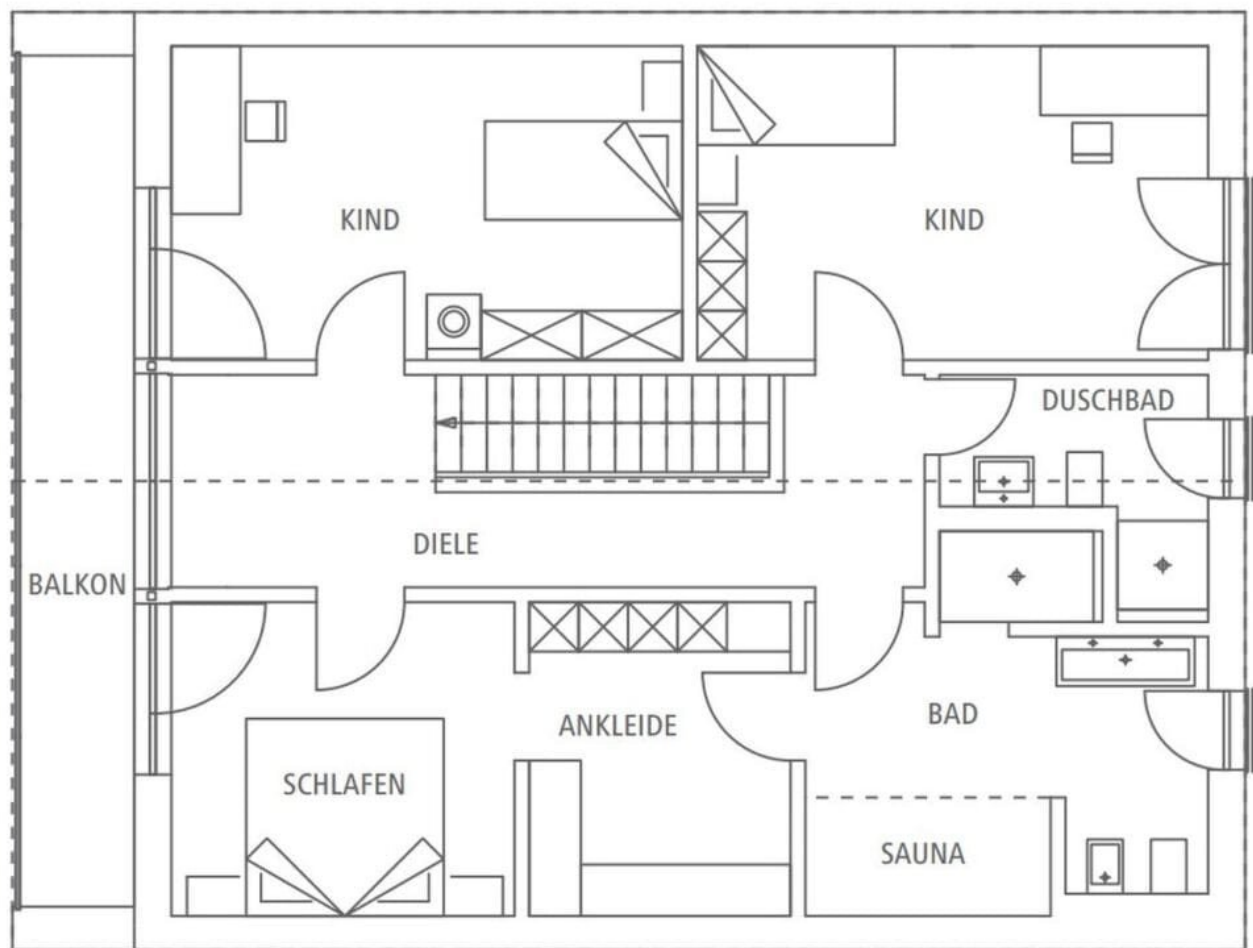 KIND
KIND
DUSCHBAD
DIELE
BALKON
BAD
ANKLEIDE
SCHLAFEN
SAUNA